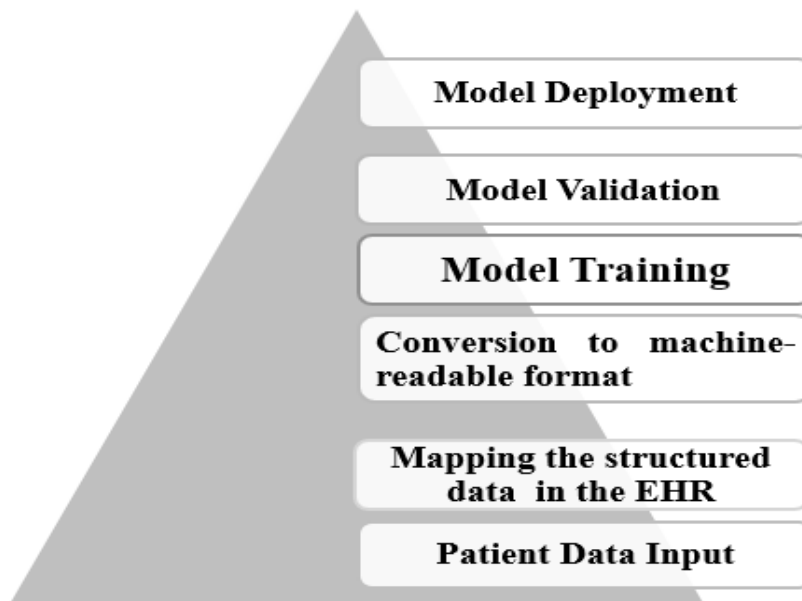 Model Deployment
Model Validation
Model Training
Conversion to machine-
readable format
Mapping the structured
data in the EHR
Patient Data Input